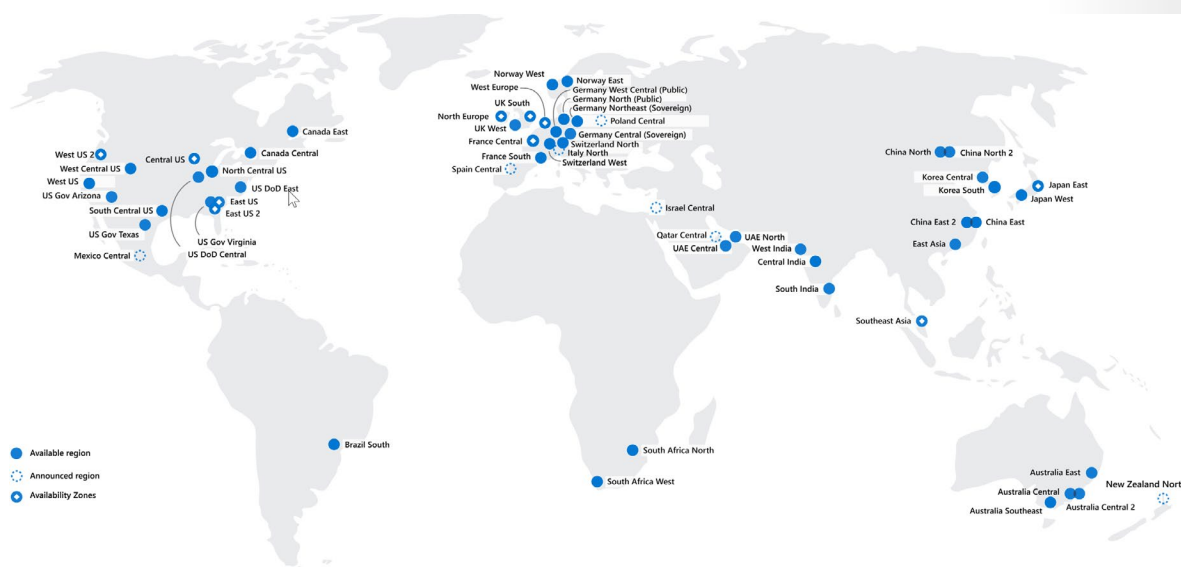 Norway West
Norway East
West Europe
Germany West Central (Public)
Germany North (Public)
UK South
Germany Northeast (Sovereign)
North Europe
Poland Central
UK West
Germany Central (Sovereign)
France Central
Switzerland North
Italy North
France South
Switzerland West
Spain Central
Canada East
West US 2
Central US
Canada Central
West Central US
North Central US
West US
US DoD East
US Gov Arizona
East US
South Central US
East US 2
US Gov Texas
US Gov Virginia
Mexico Central
US DoD Central
China North
China North 2
Korea Central
Korea South
Japan East
Japan West
Israel Central
China East 2
China East
Qatar Central
UAE North
UAE Central
West India
East Asia
Central India
South India
Southeast Asia
Brazil South
Available region
South Africa North
Announced region
South Africa West
Availability Zones
Australia East
New Zealand Nort
Australia Central
Australia Southeast
Australia Central 2